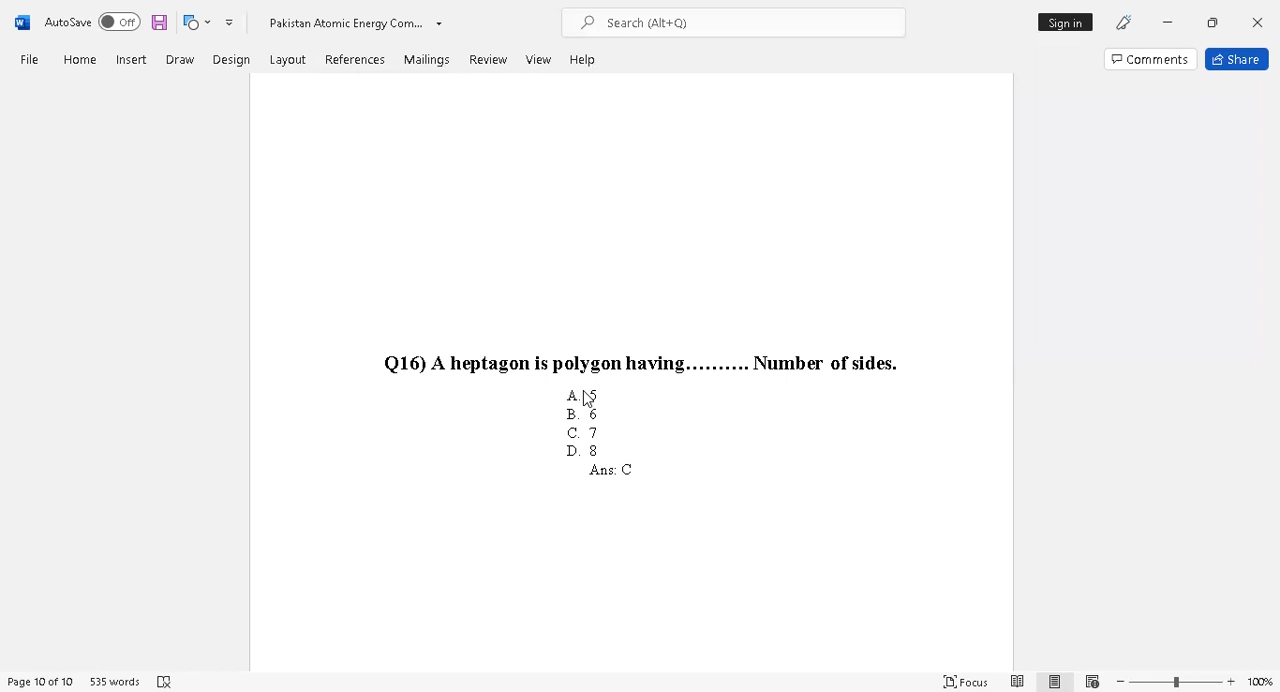 AutoSave Off Pakistan Atomic Energy Com... Search (Alt+Q) Sign in
File Home Insert Draw Design Layout References Mailings Review View Help Comments Share
Q16) A heptagon is polygon having………. Number of sides.
A. 5
B. 6
C. 7
D. 8
Ans: C
Page 10 of 10 535 words Focus 100%